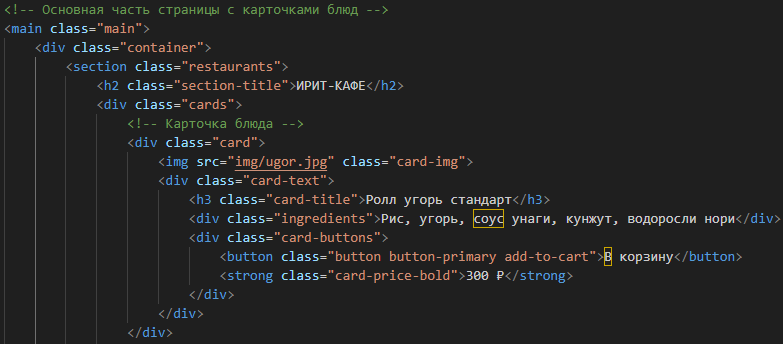 <!-- Основная часть страницы с карточками блюд -->
<main class="main">
<div class="container">
<section class="restaurants">
<h2 class="section-title">ИРИТ-КАФЕ</h2>
<div class="cards">
<!-- Карточка блюда -->
<div class="card">
<img src="img/ugor.jpg" class="card-img">
<div class="card-text">
<h3 class="card-title">Ролл угорь стандарт</h3>
<div class="ingredients">Рис, угорь, соус унаги, кунжут, водоросли нори</div>
<div class="card-buttons">
<button class="button button-primary add-to-cart">В корзину</button>
<strong class="card-price-bold">300 ₽</strong>
</div>
</div>
</div>